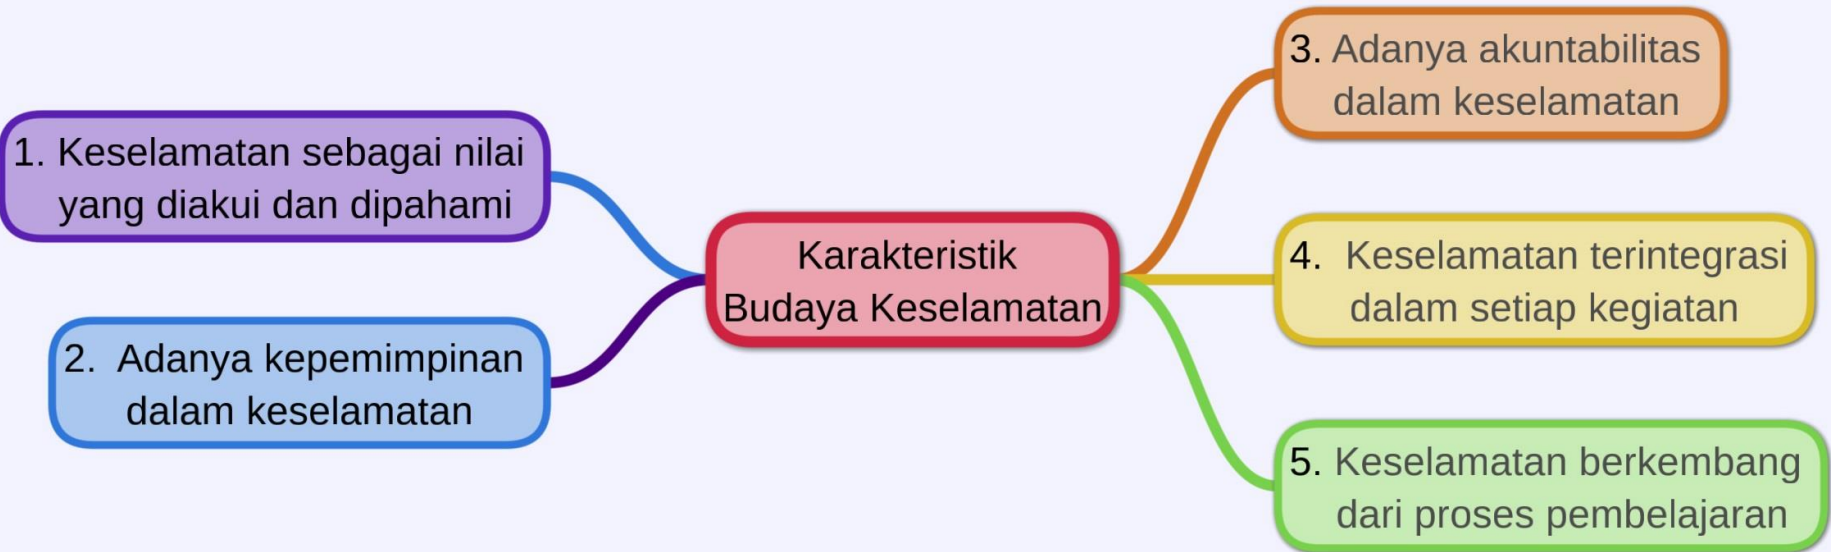 1. Keselamatan sebagai nilai
yang diakui dan dipahami
2. Adanya kepemimpinan
dalam keselamatan
Karakteristik
Budaya Keselamatan
3. Adanya akuntabilitas
dalam keselamatan
4. Keselamatan terintegrasi
dalam setiap kegiatan
5. Keselamatan berkembang
dari proses pembelajaran